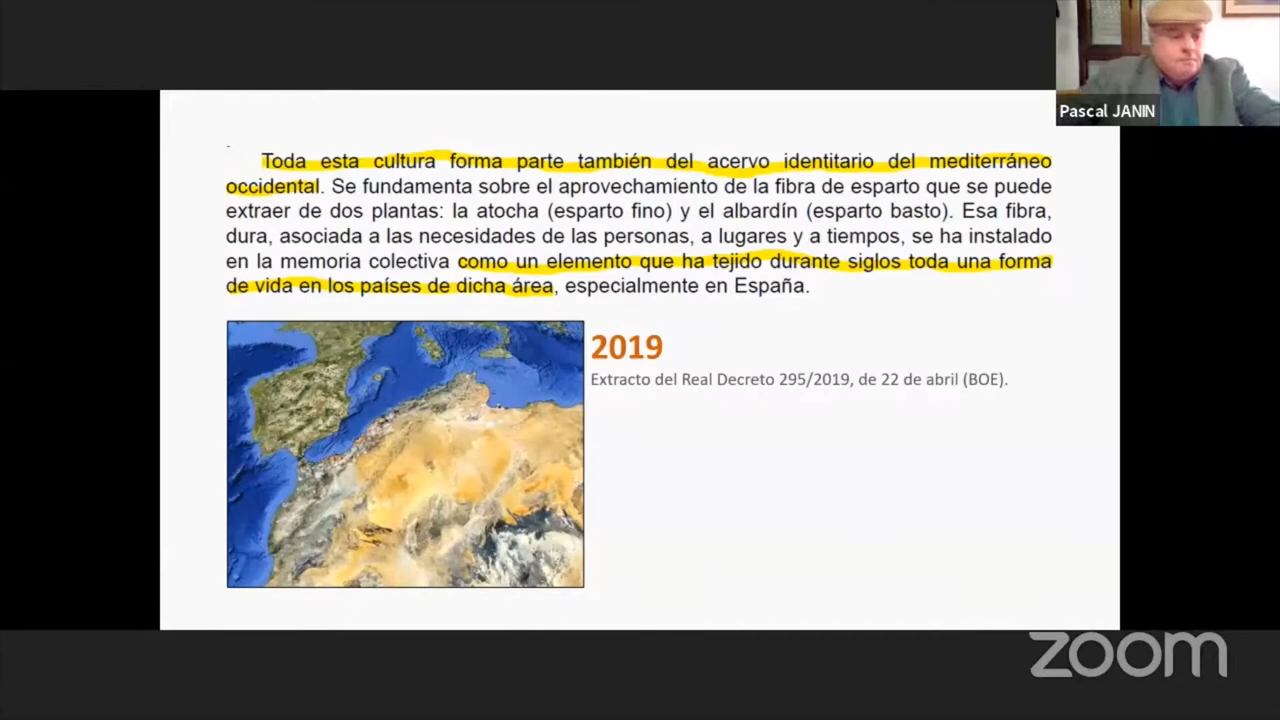 Pascal JANIN
Toda esta cultura forma parte también del acervo identitario del mediterráneo
occidental. Se fundamenta sobre el aprovechamiento de la fibra de esparto que se puede
extraer de dos plantas: la atocha (esparto fino) y el albardín (esparto basto). Esa fibra,
dura, asociada a las necesidades de las personas, a lugares y a tiempos, se ha instalado
en la memoria colectiva como un elemento que ha tejido durante siglos toda una forma
de vida en los países de dicha área, especialmente en España.
2019
Extracto del Real Decreto 295/2019, de 22 de abril (BOE).
zoom